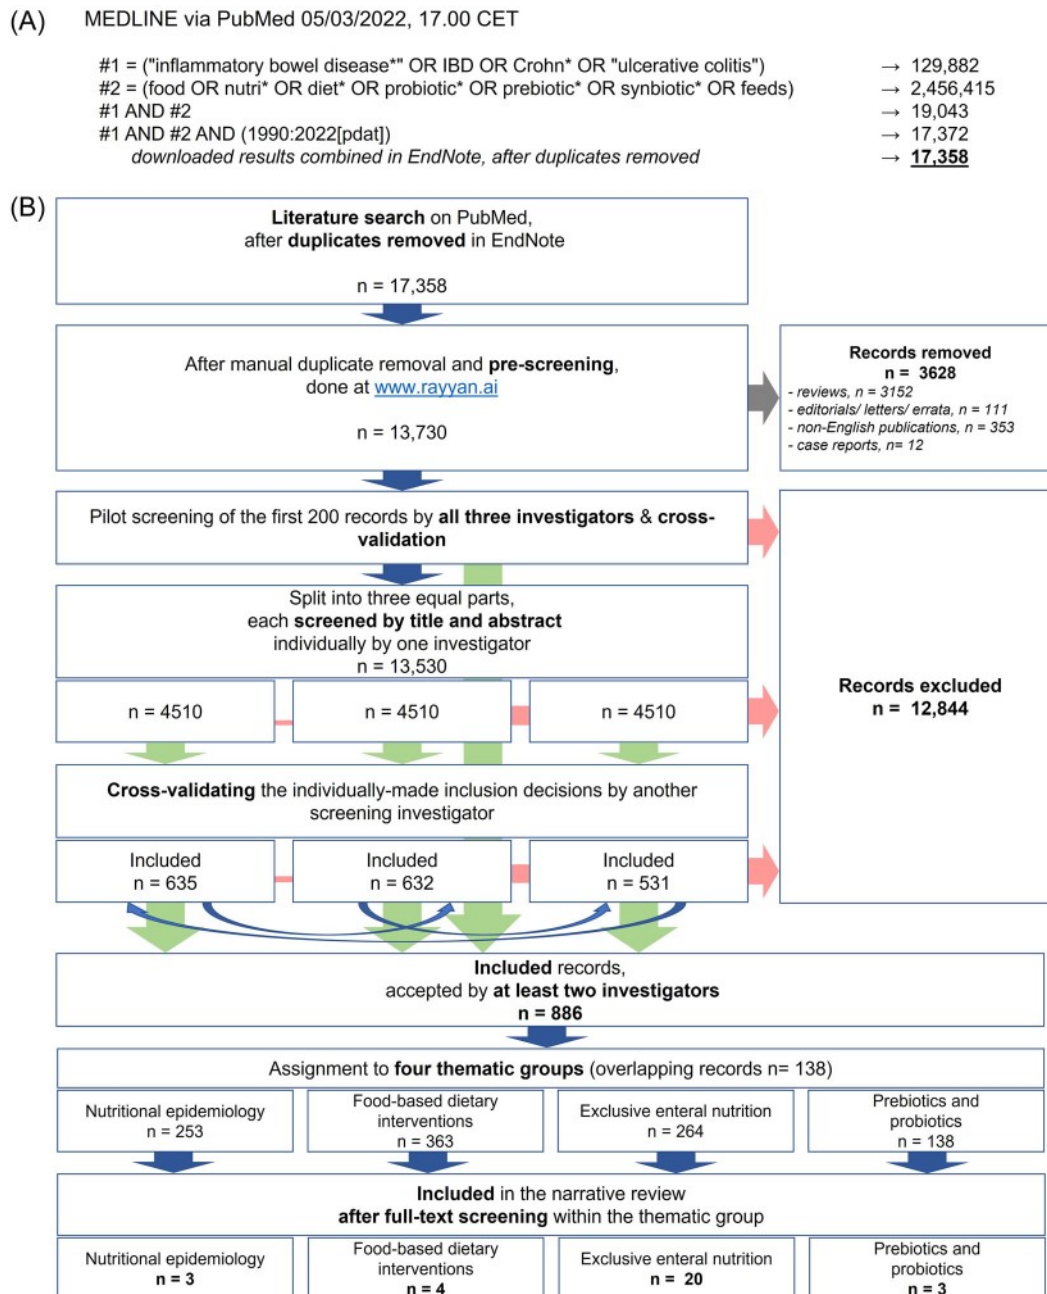 (A) MEDLINE via PubMed 05/03/2022, 17.00 CET
#1 = ("inflammatory bowel disease*" OR IBD OR Crohn* OR "ulcerative colitis") → 129,882
#2 = (food OR nutri* OR diet* OR probiotic* OR prebiotic* OR synbiotic* OR feeds) → 2,456,415
#1 AND #2 → 19,043
#1 AND #2 AND (1990:2022[pdat]) → 17,372
downloaded results combined in EndNote, after duplicates removed → 17,358
(B)
Literature search on PubMed,
after duplicates removed in EndNote
n = 17,358
After manual duplicate removal and pre-screening,
done at www.rayyan.ai
n = 13,730
Records removed
n = 3628
- reviews, n = 3152
- editorials/ letters/ errata, n = 111
- non-English publications, n = 353
- case reports, n= 12
Pilot screening of the first 200 records by all three investigators & cross-
validation
Split into three equal parts,
each screened by title and abstract
individually by one investigator
n = 13,530
n = 4510
n = 4510
n = 4510
Records excluded
n = 12,844
Cross-validating the individually-made inclusion decisions by another
screening investigator
Included
n = 635
Included
n = 632
Included
n = 531
Included records,
accepted by at least two investigators
n = 886
Assignment to four thematic groups (overlapping records n= 138)
Nutritional epidemiology
n = 253
Food-based dietary
interventions
n = 363
Exclusive enteral nutrition
n = 264
Prebiotics and
probiotics
n = 138
Included in the narrative review
after full-text screening within the thematic group
Nutritional epidemiology
n = 3
Food-based dietary
interventions
n = 4
Exclusive enteral nutrition
n = 20
Prebiotics and
probiotics
n = 3